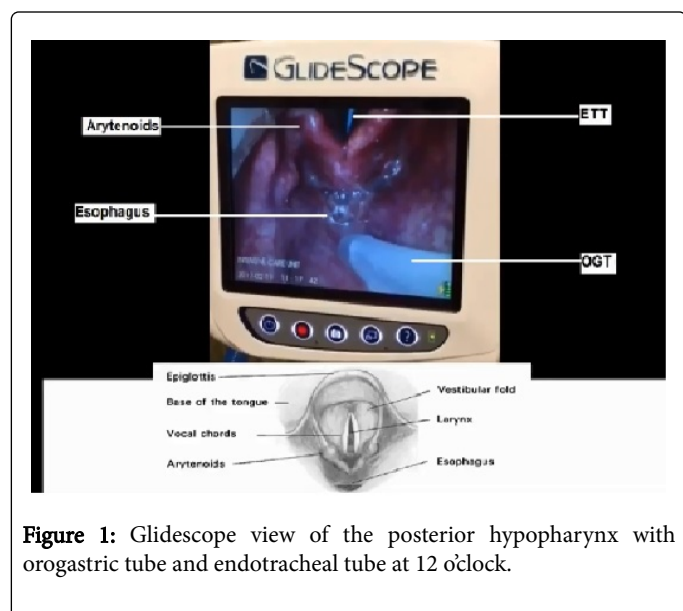 GLIDESCOPE
Arytenoids
ETT
Esophagus
OGT
Epiglottis
Base of the tongue
Vocal chords
Arytenoids
Vestibular fold
Larynx
Esophagus
Figure 1: Glidescope view of the posterior hypopharynx with
orogastric tube and endotracheal tube at 12 o'clock.